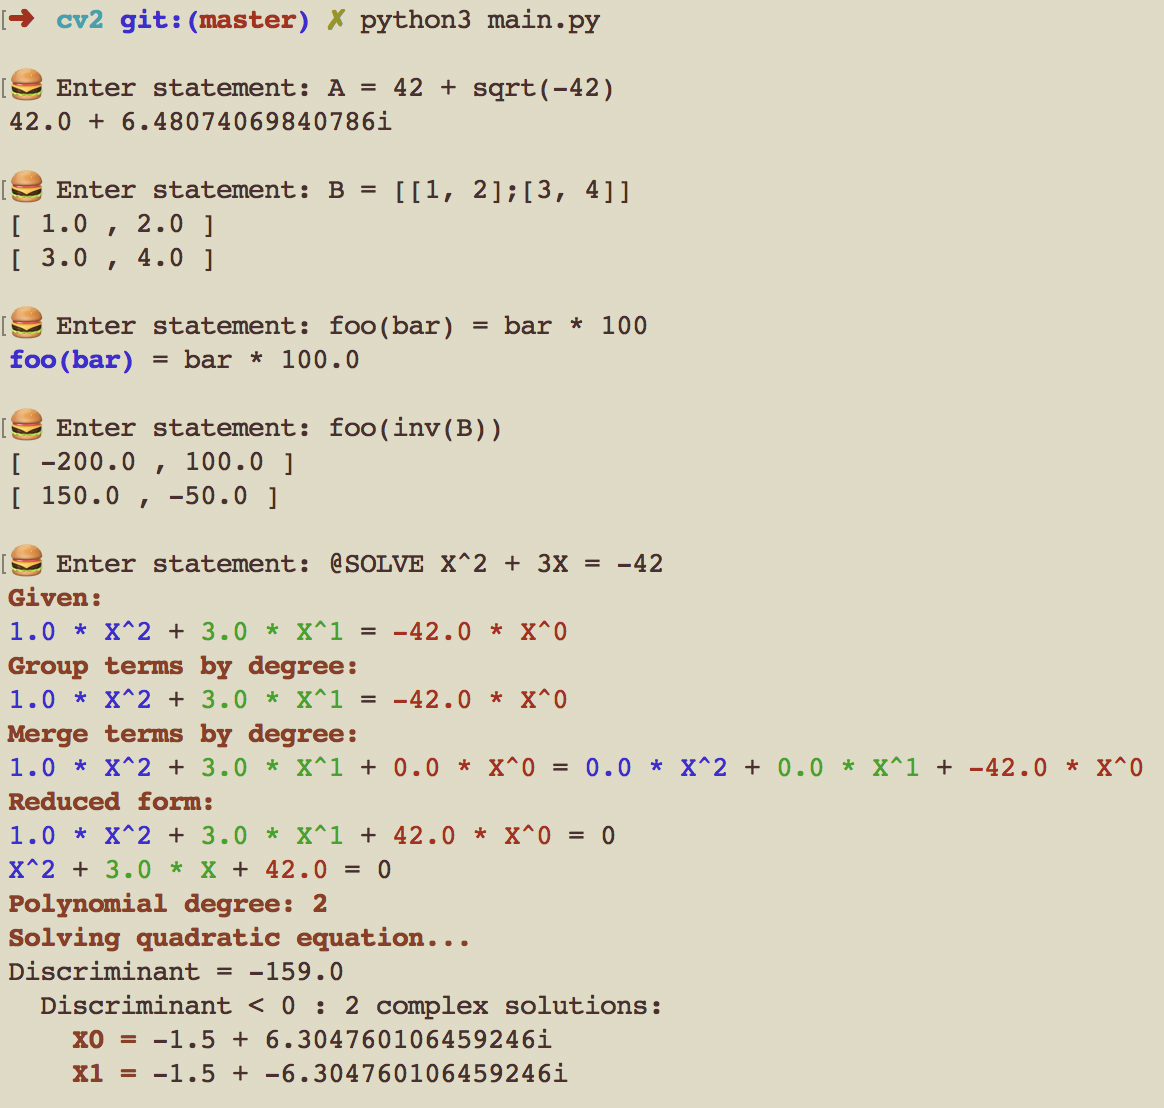 [➜ cv2 git:(master) ✗ python3 main.py
[🍔 Enter statement: A = 42 + sqrt(-42)
42.0 + 6.48074069840786i
[🍔 Enter statement: B = [[1, 2];[3, 4]]
[ 1.0 , 2.0 ]
[ 3.0 , 4.0 ]
[🍔 Enter statement: foo(bar) = bar * 100
foo(bar) = bar * 100.0
[🍔 Enter statement: foo(inv(B))
[ -200.0 , 100.0 ]
[ 150.0 , -50.0 ]
[🍔 Enter statement: @SOLVE X^2 + 3X = -42
Given:
1.0 * X^2 + 3.0 * X^1 = -42.0 * X^0
Group terms by degree:
1.0 * X^2 + 3.0 * X^1 = -42.0 * X^0
Merge terms by degree:
1.0 * X^2 + 3.0 * X^1 + 0.0 * X^0 = 0.0 * X^2 + 0.0 * X^1 + -42.0 * X^0
Reduced form:
1.0 * X^2 + 3.0 * X^1 + 42.0 * X^0 = 0
X^2 + 3.0 * X + 42.0 = 0
Polynomial degree: 2
Solving quadratic equation...
Discriminant = -159.0
Discriminant < 0 : 2 complex solutions:
X0 = -1.5 + 6.304760106459246i
X1 = -1.5 + -6.304760106459246i